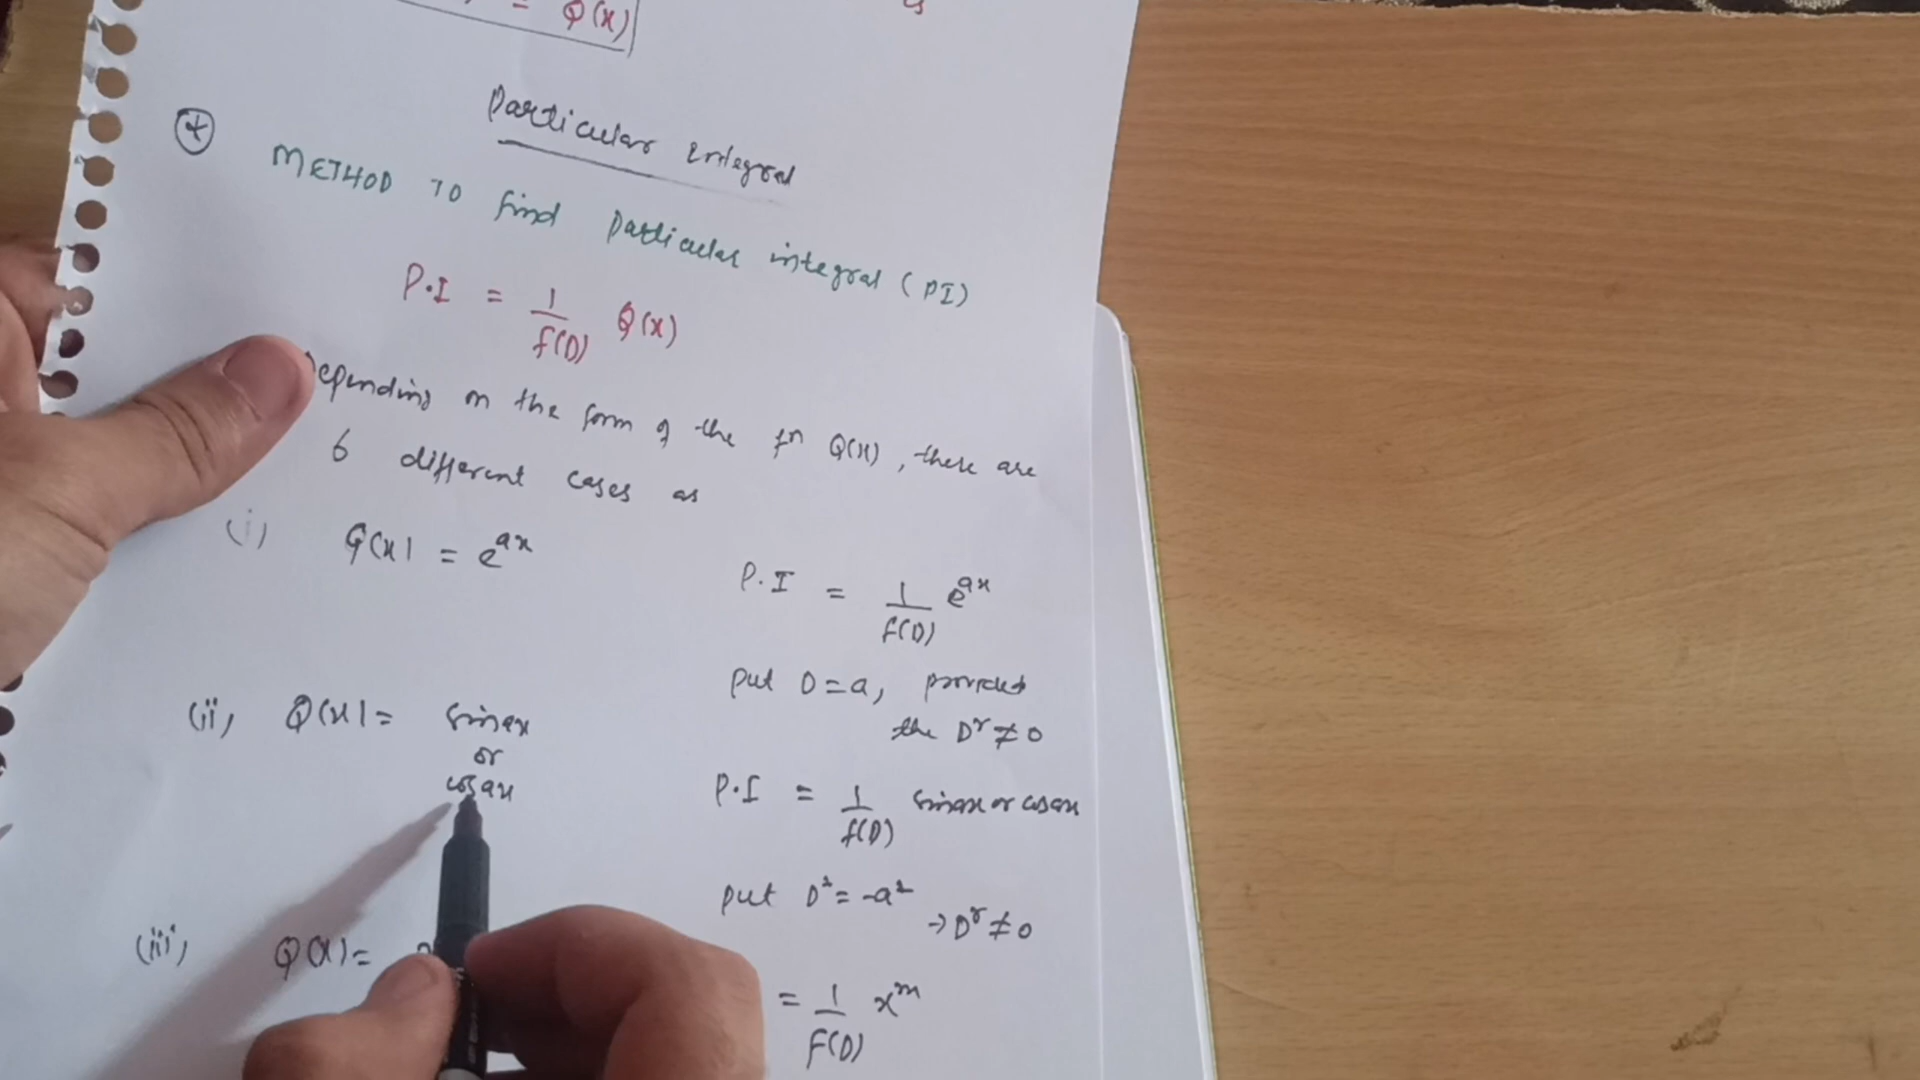 = Q(x)
Particular integral
METHOD TO find particular integral (PI)
P.I = 1/f(D) Q(x)
Depending on the form of the fn Q(x), there are
6 different cases as
(i) Q(x) = e^ax
P.I = 1/f(D) e^ax
put D=a, provided
the Dr ≠ 0
(ii) Q(x) = sinax
or
cosax
P.I = 1/f(D) sinax or cosax
put D² = -a²
→ Dr ≠ 0
(iii) Q(x) =
= 1/F(D) x^m